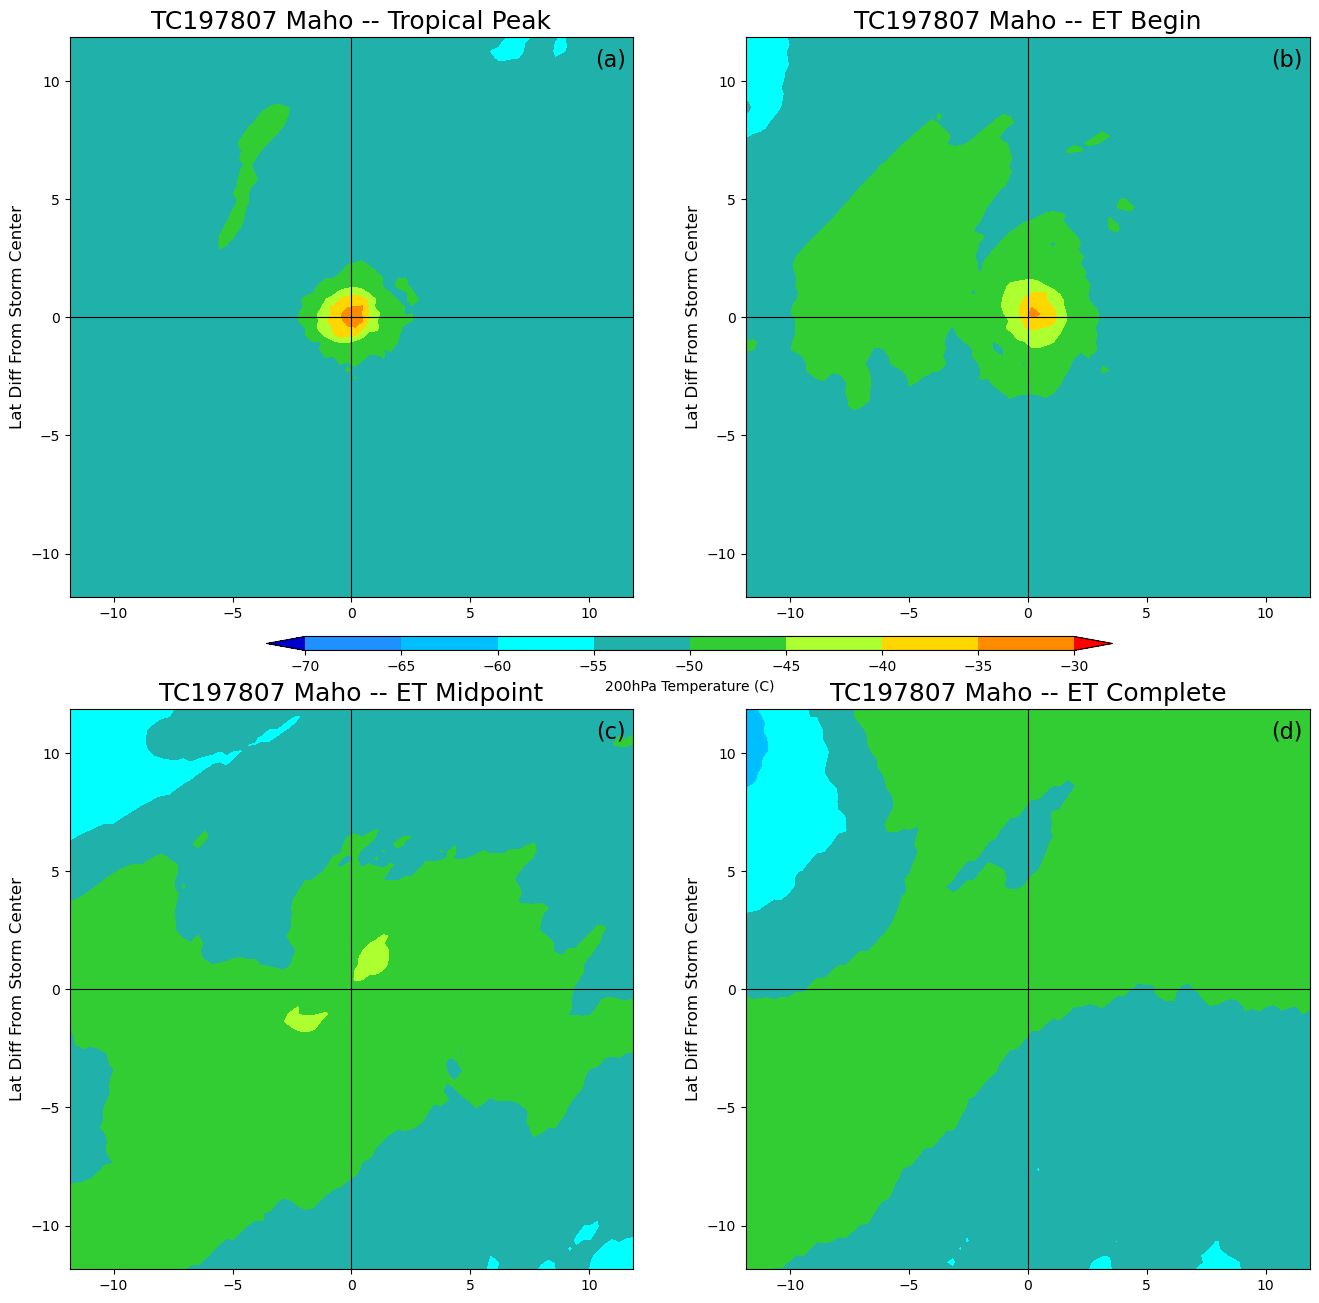 TC197807 Maho -- Tropical Peak
TC197807 Maho -- ET Begin
(a)
(b)
Lat Diff From Storm Center
Lat Diff From Storm Center
10
5
0
−5
−10
10
5
0
−5
−10
−10 −5 0 5 10
−10 −5 0 5 10
−70 −65 −60 −55 −50 −45 −40 −35 −30
200hPa Temperature (C)
TC197807 Maho -- ET Midpoint
TC197807 Maho -- ET Complete
(c)
(d)
Lat Diff From Storm Center
Lat Diff From Storm Center
10
5
0
−5
−10
10
5
0
−5
−10
−10 −5 0 5 10
−10 −5 0 5 10